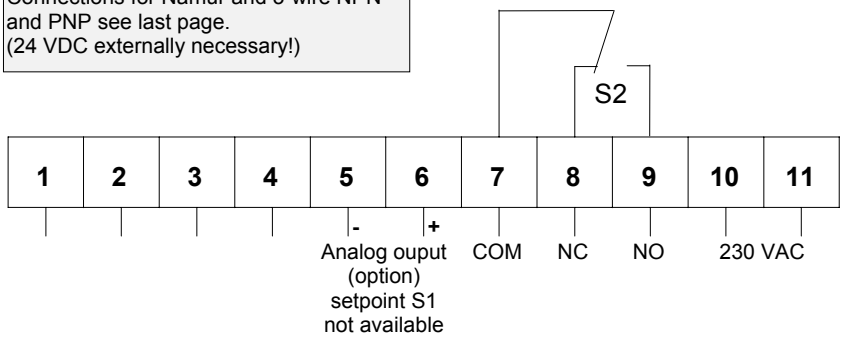 and PNP see last page.
(24 VDC externally necessary!)
S2
1 2 3 4 5 6 7 8 9 10 11
- +
Analog ouput COM NC NO 230 VAC
(option)
setpoint S1
not available